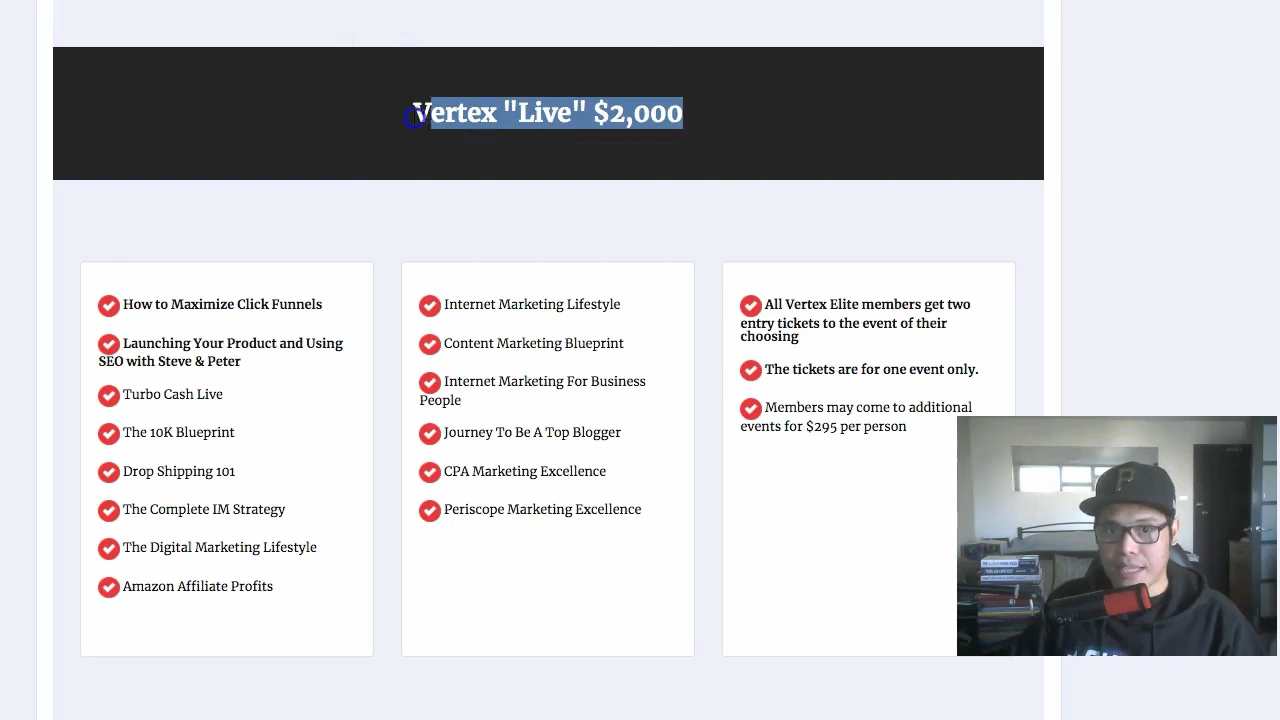 Vertex "Live" $2,000
How to Maximize Click Funnels
Launching Your Product and Using
SEO with Steve & Peter
Turbo Cash Live
The 10K Blueprint
Drop Shipping 101
The Complete IM Strategy
The Digital Marketing Lifestyle
Amazon Affiliate Profits
Internet Marketing Lifestyle
Content Marketing Blueprint
Internet Marketing For Business
People
Journey To Be A Top Blogger
CPA Marketing Excellence
Periscope Marketing Excellence
All Vertex Elite members get two
entry tickets to the event of their
choosing
The tickets are for one event only.
Members may come to additional
events for $295 per person
P